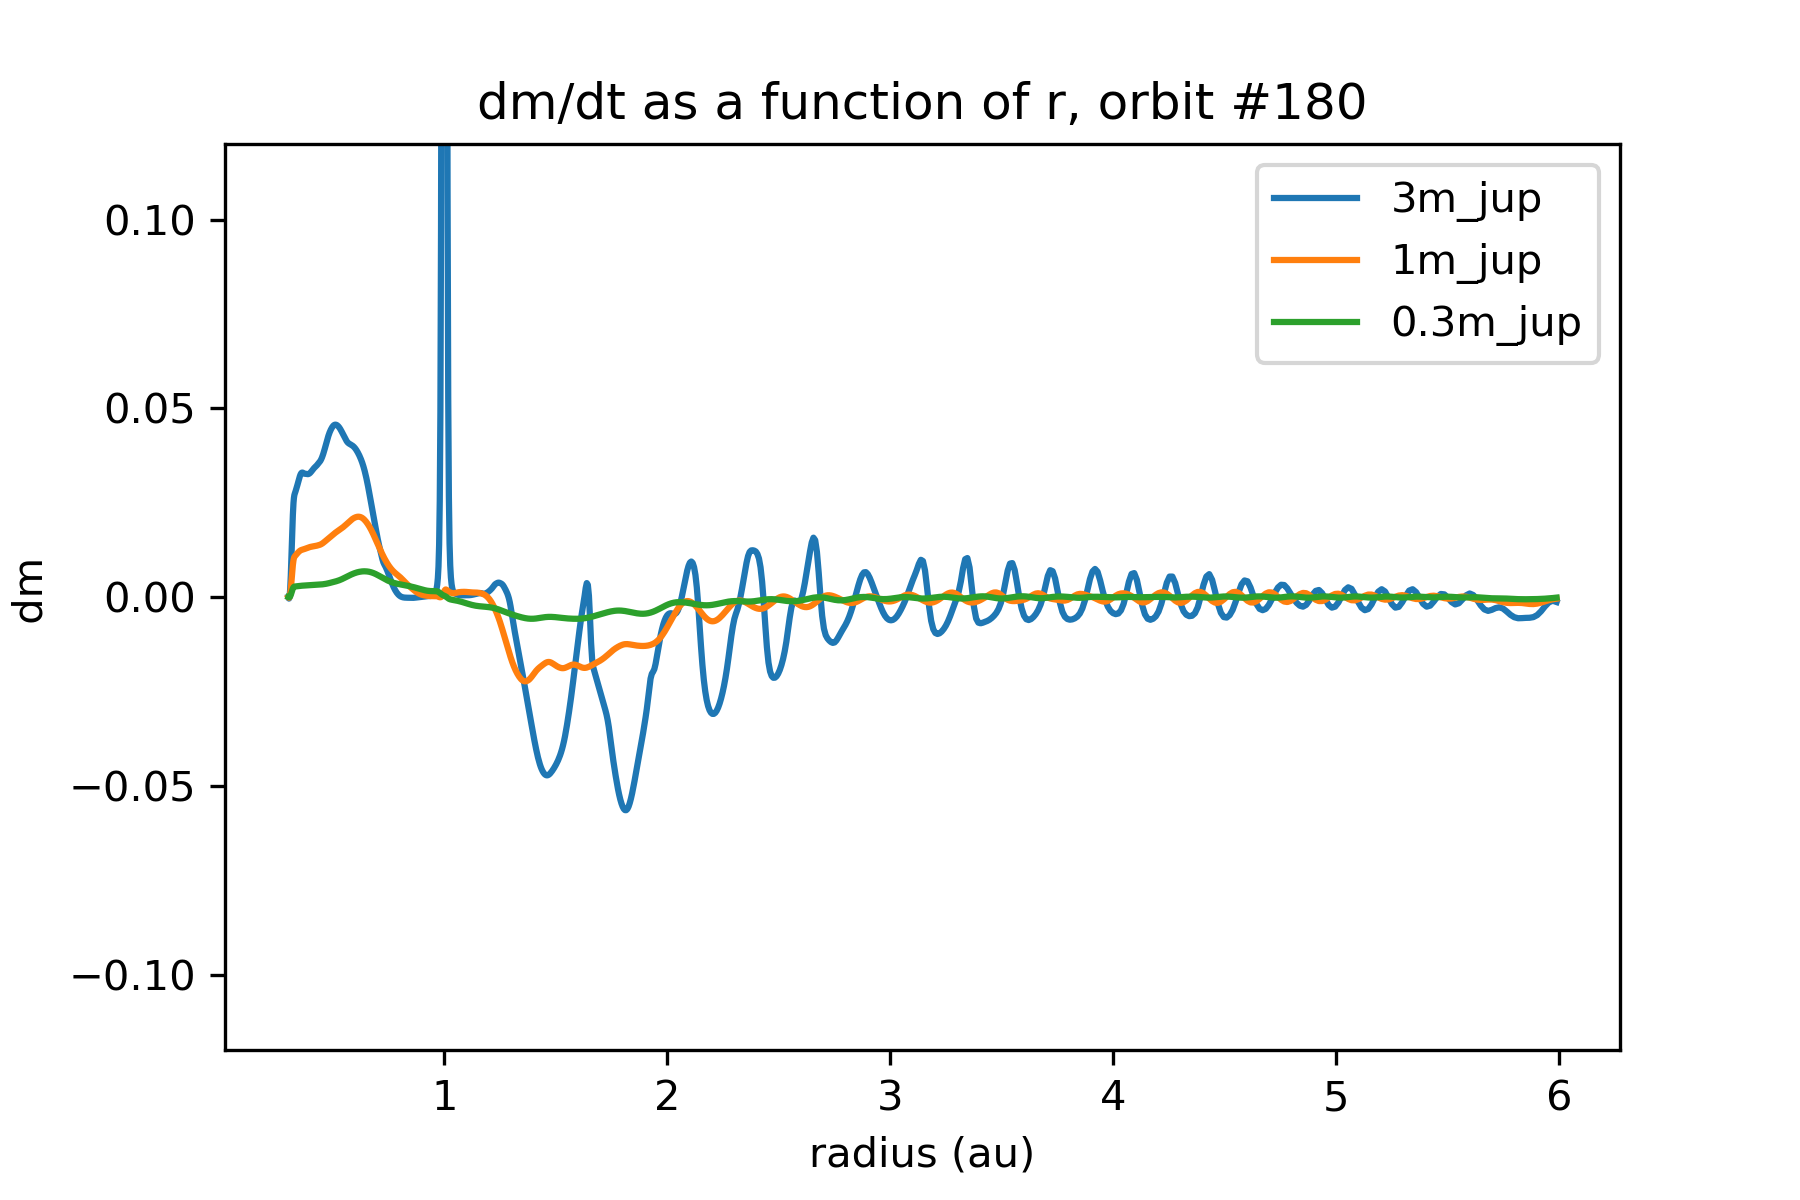 dm/dt as a function of r, orbit #180
3m_jup
1m_jup
0.3m_jup
0.10
0.05
0.00
−0.05
−0.10
dm
1 2 3 4 5 6
radius (au)